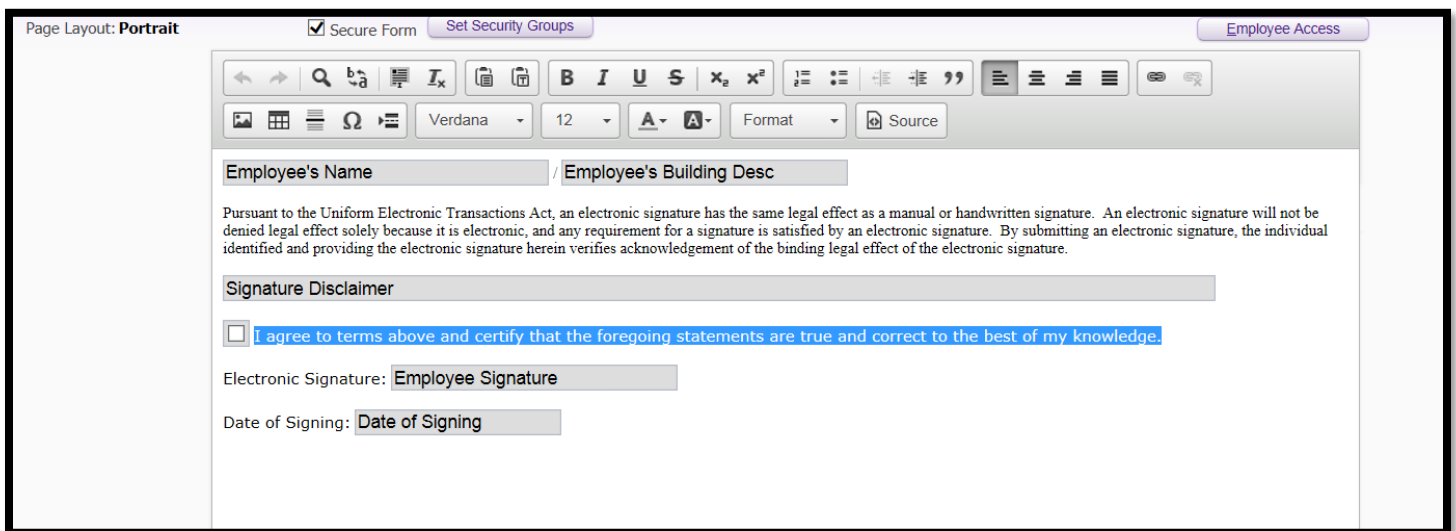 Page Layout: Portrait Secure Form Set Security Groups Employee Access
B I U S x₂ x²
Verdana 12 A A Format Source
Employee's Name / Employee's Building Desc
Pursuant to the Uniform Electronic Transactions Act, an electronic signature has the same legal effect as a manual or handwritten signature. An electronic signature will not be
denied legal effect solely because it is electronic, and any requirement for a signature is satisfied by an electronic signature. By submitting an electronic signature, the individual
identified and providing the electronic signature herein verifies acknowledgement of the binding legal effect of the electronic signature.
Signature Disclaimer
I agree to terms above and certify that the foregoing statements are true and correct to the best of my knowledge.
Electronic Signature: Employee Signature
Date of Signing: Date of Signing